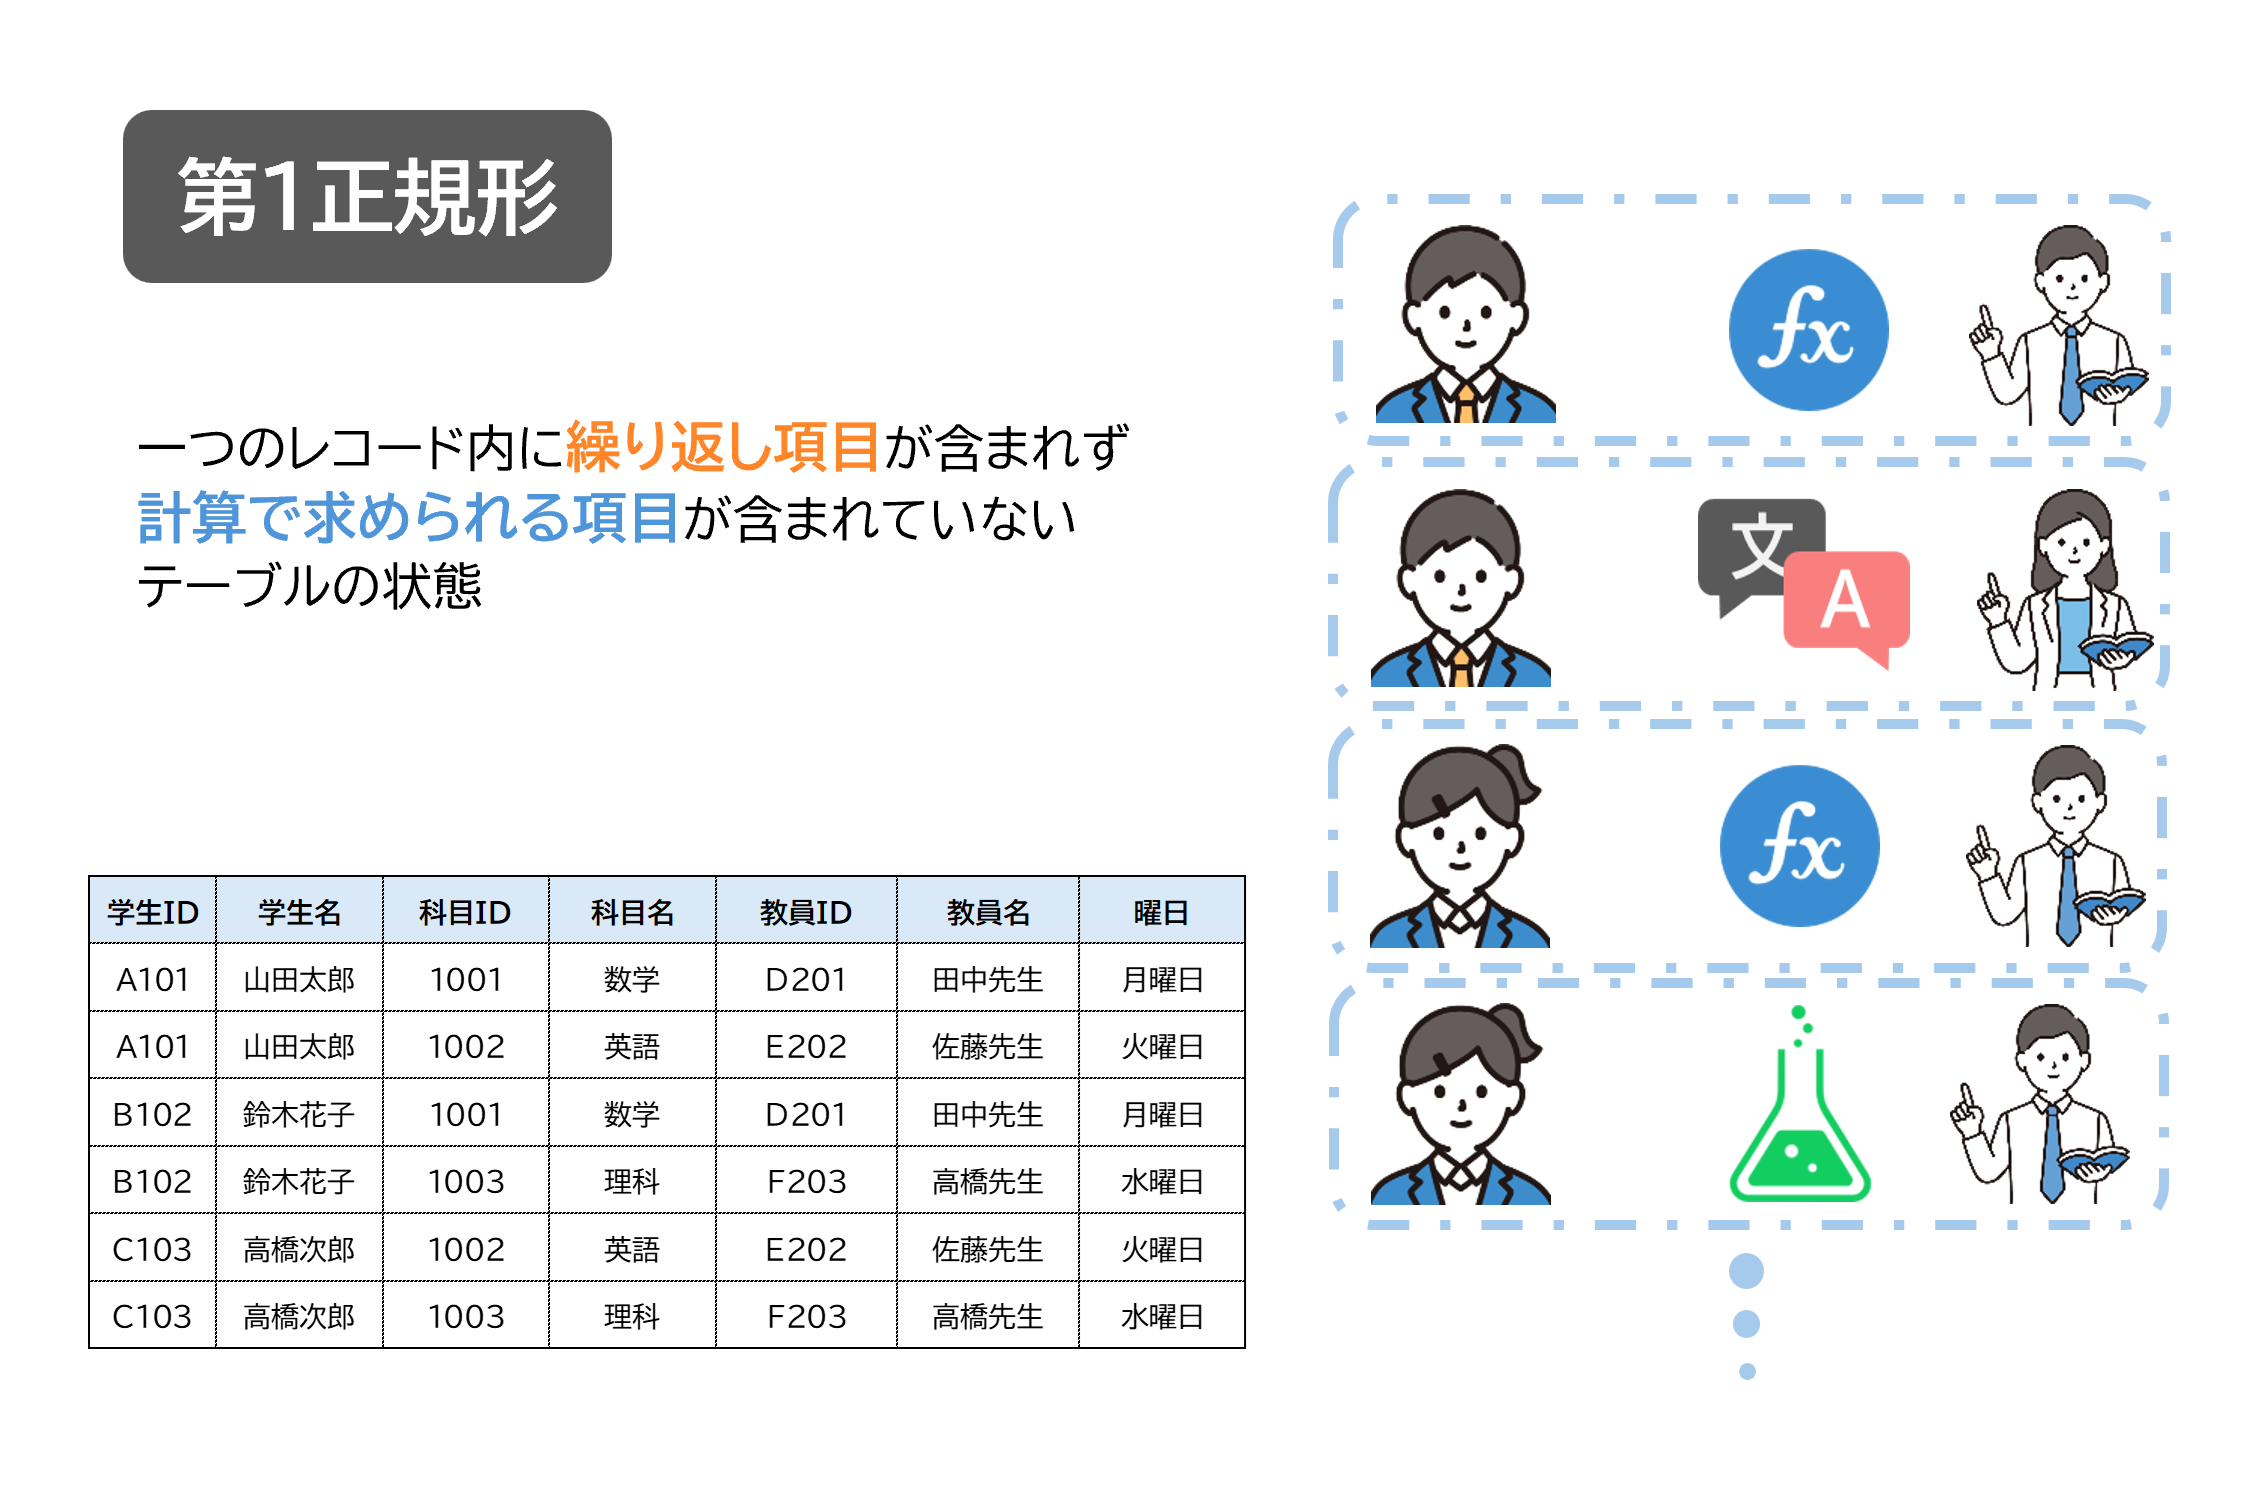 第1正規形
一つのレコード内に繰り返し項目が含まれず
計算で求められる項目が含まれていない
テーブルの状態
学生ID 学生名 科目ID 科目名 教員ID 教員名 曜日
A101 山田太郎 1001 数学 D201 田中先生 月曜日
A101 山田太郎 1002 英語 E202 佐藤先生 火曜日
B102 鈴木花子 1001 数学 D201 田中先生 月曜日
B102 鈴木花子 1003 理科 F203 高橋先生 水曜日
C103 高橋次郎 1002 英語 E202 佐藤先生 火曜日
C103 高橋次郎 1003 理科 F203 高橋先生 水曜日
fx
文 A
fx